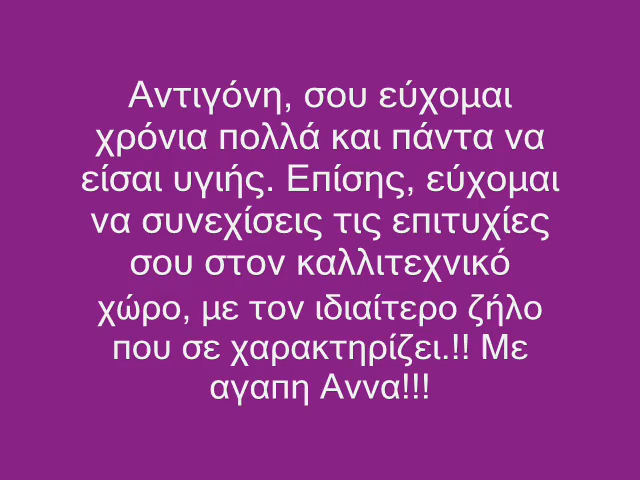 Αντιγόνη, σου εύχομαι
χρόνια πολλά και πάντα να
είσαι υγιής. Επίσης, εύχομαι
να συνεχίσεις τις επιτυχίες
σου στον καλλιτεχνικό
χώρο, με τον ιδιαίτερο ζήλο
που σε χαρακτηρίζει.!! Με
αγαπη Αννα!!!